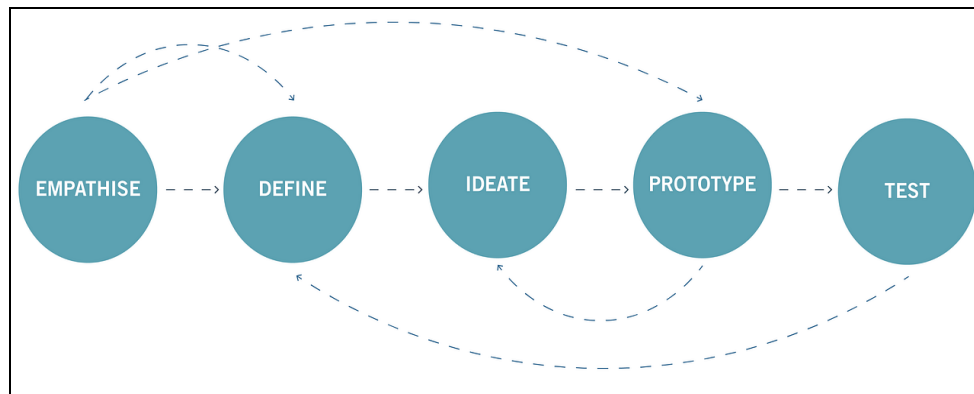 EMPATHISE
DEFINE
IDEATE
PROTOTYPE
TEST